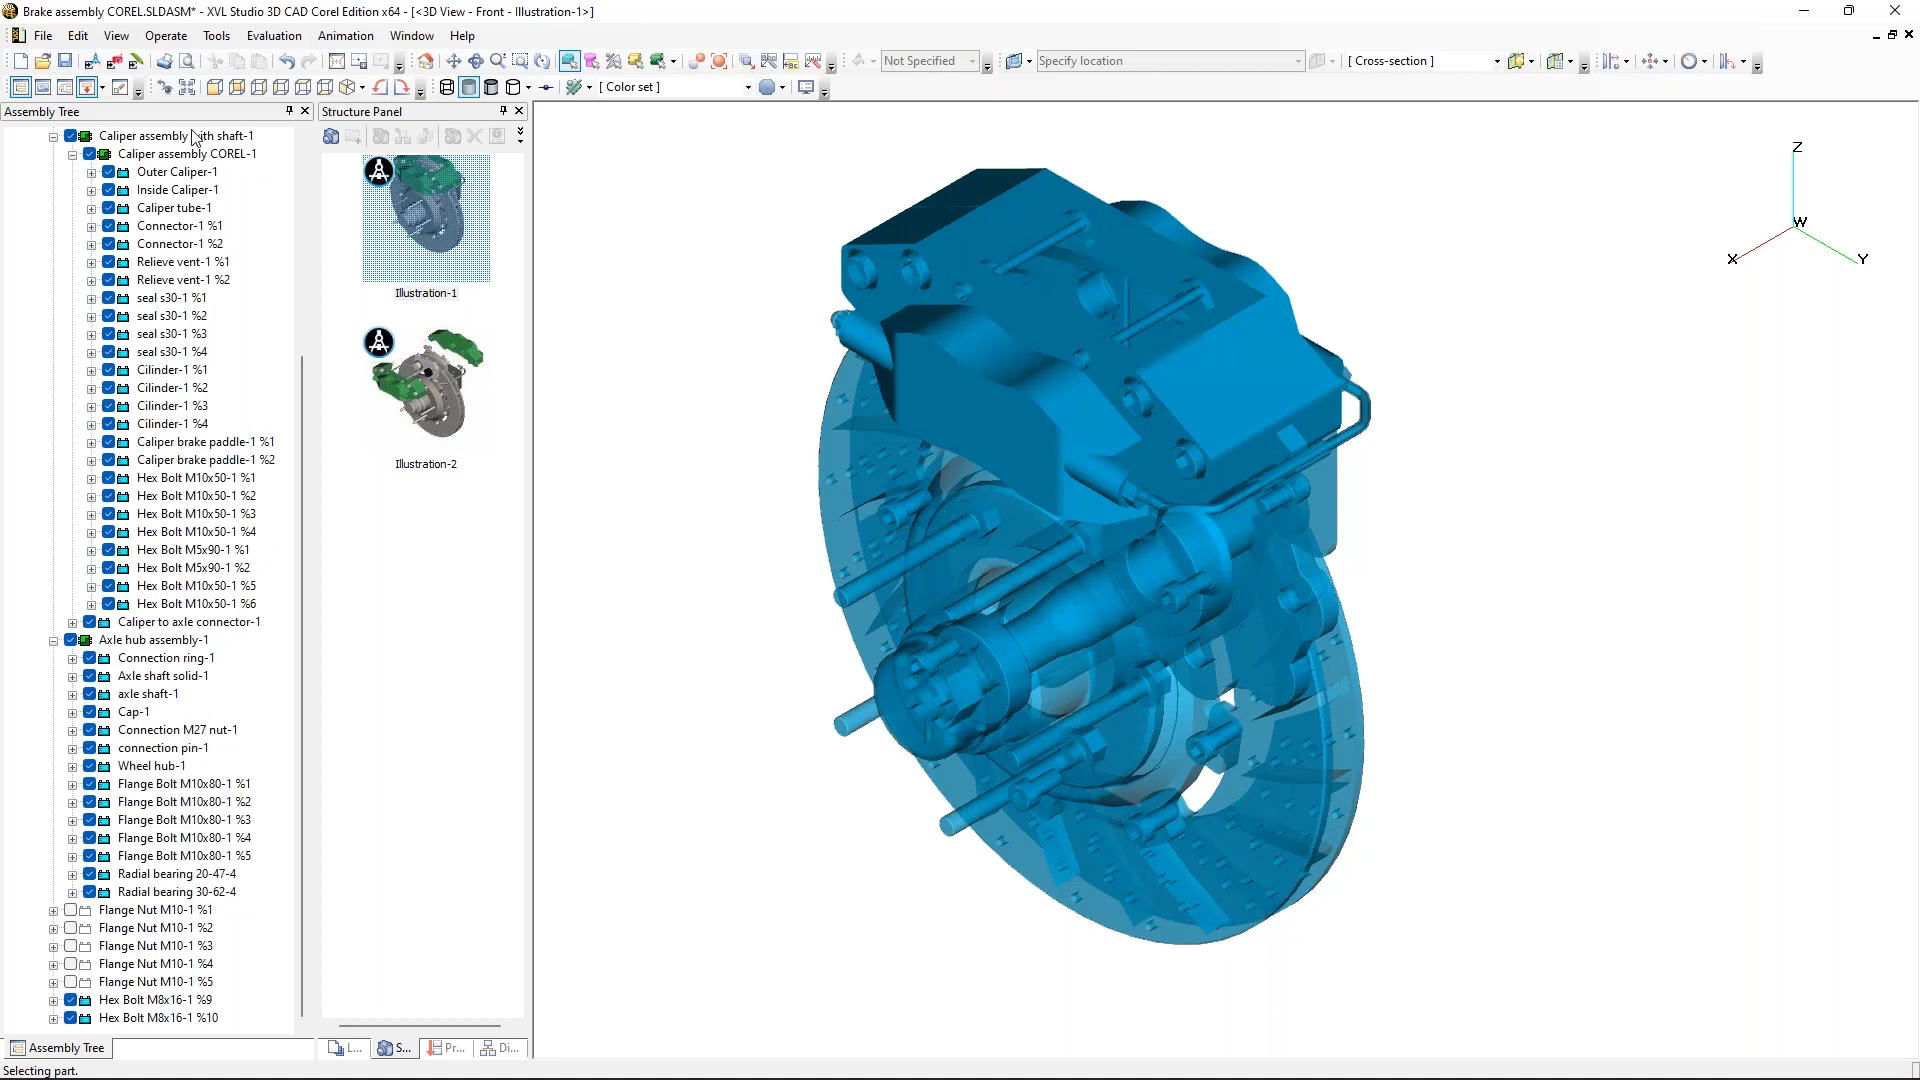 Brake assembly COREL.SLDASM* - XVL Studio 3D CAD Corel Edition x64 - [<3D View - Front - Illustration-1>]
File Edit View Operate Tools Evaluation Animation Window Help
Not Specified Specify location [ Cross-section ]
[ Color set ]
Assembly Tree
Structure Panel
Caliper assembly with shaft-1
Caliper assembly COREL-1
Outer Caliper-1
Inside Caliper-1
Caliper tube-1
Connector-1 %1
Connector-1 %2
Relieve vent-1 %1
Relieve vent-1 %2
seal s30-1 %1
seal s30-1 %2
seal s30-1 %3
seal s30-1 %4
Cilinder-1 %1
Cilinder-1 %2
Cilinder-1 %3
Cilinder-1 %4
Caliper brake paddle-1 %1
Caliper brake paddle-1 %2
Hex Bolt M10x50-1 %1
Hex Bolt M10x50-1 %2
Hex Bolt M10x50-1 %3
Hex Bolt M10x50-1 %4
Hex Bolt M5x90-1 %1
Hex Bolt M5x90-1 %2
Hex Bolt M10x50-1 %5
Hex Bolt M10x50-1 %6
Caliper to axle connector-1
Axle hub assembly-1
Connection ring-1
Axle shaft solid-1
axle shaft-1
Cap-1
Connection M27 nut-1
connection pin-1
Wheel hub-1
Flange Bolt M10x80-1 %1
Flange Bolt M10x80-1 %2
Flange Bolt M10x80-1 %3
Flange Bolt M10x80-1 %4
Flange Bolt M10x80-1 %5
Radial bearing 20-47-4
Radial bearing 30-62-4
Flange Nut M10-1 %1
Flange Nut M10-1 %2
Flange Nut M10-1 %3
Flange Nut M10-1 %4
Flange Nut M10-1 %5
Hex Bolt M8x16-1 %9
Hex Bolt M8x16-1 %10
Assembly Tree
Illustration-1
Illustration-2
L... S... Pr... Di...
Z
W
X Y
Selecting part.